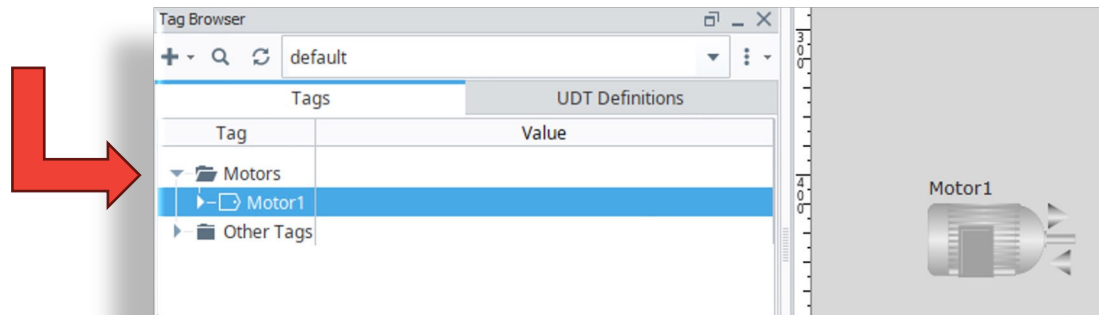 Tag Browser
default
Tags UDT Definitions
Tag Value
Motors
Motor1
Other Tags
300
400
Motor1